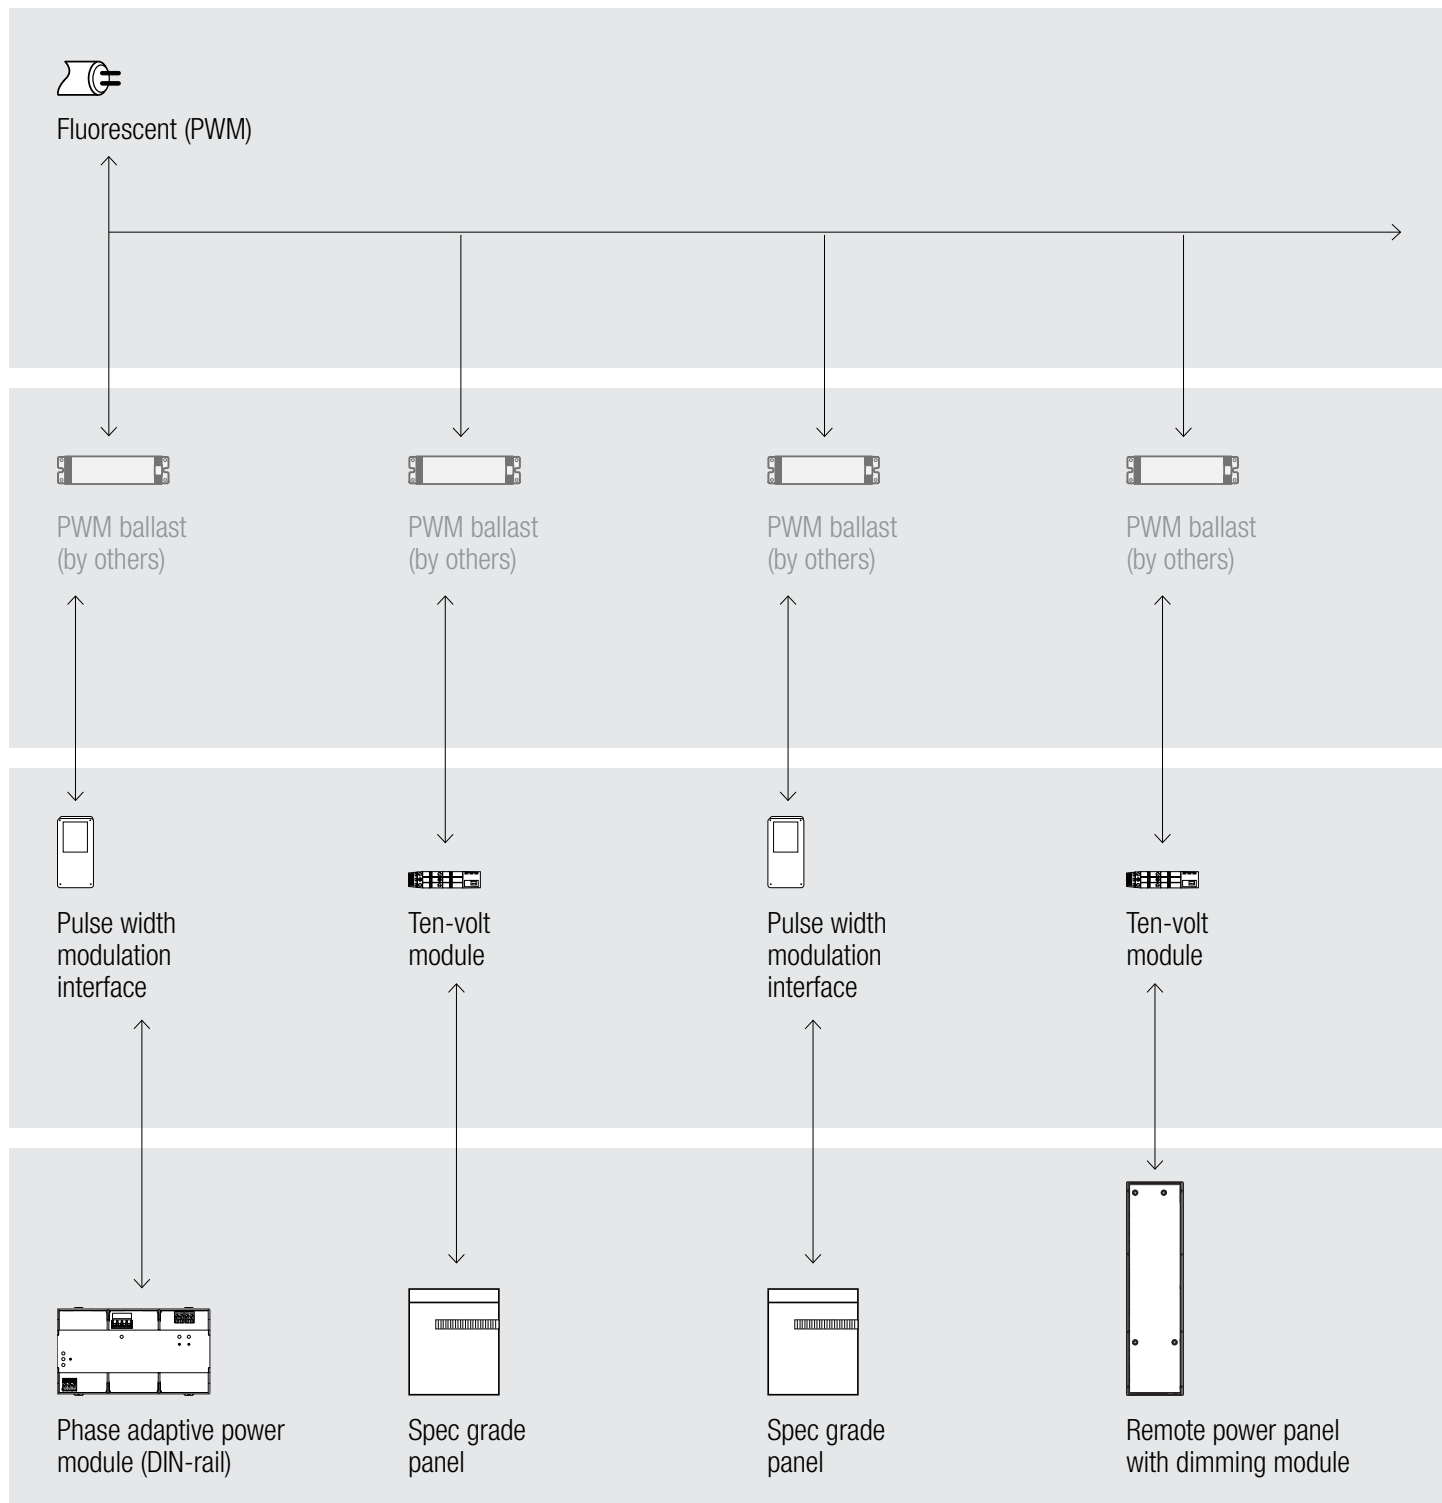 Fluorescent (PWM)
PWM ballast
(by others)
PWM ballast
(by others)
PWM ballast
(by others)
PWM ballast
(by others)
Pulse width
modulation
interface
Ten-volt
module
Pulse width
modulation
interface
Ten-volt
module
Phase adaptive power
module (DIN-rail)
Spec grade
panel
Spec grade
panel
Remote power panel
with dimming module